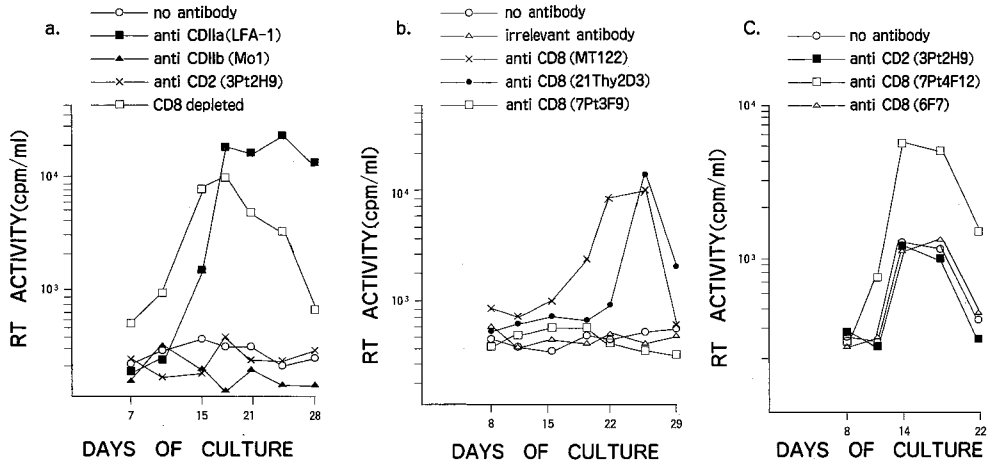 a.
no antibody
anti CDIIa (LFA-1)
anti CDIIb (Mo1)
anti CD2 (3Pt2H9)
CD8 depleted
RT ACTIVITY(cpm/ml)
10⁴
10³
7 15 21 28
DAYS OF CULTURE
b.
no antibody
irrelevant antibody
anti CD8 (MT122)
anti CD8 (21Thy2D3)
anti CD8 (7Pt3F9)
RT ACTIVITY(cpm/ml)
10⁴
10³
8 15 22 29
DAYS OF CULTURE
C.
no antibody
anti CD2 (3Pt2H9)
anti CD8 (7Pt4F12)
anti CD8 (6F7)
RT ACTIVITY(cpm/ml)
10⁴
10³
8 14 22
DAYS OF CULTURE